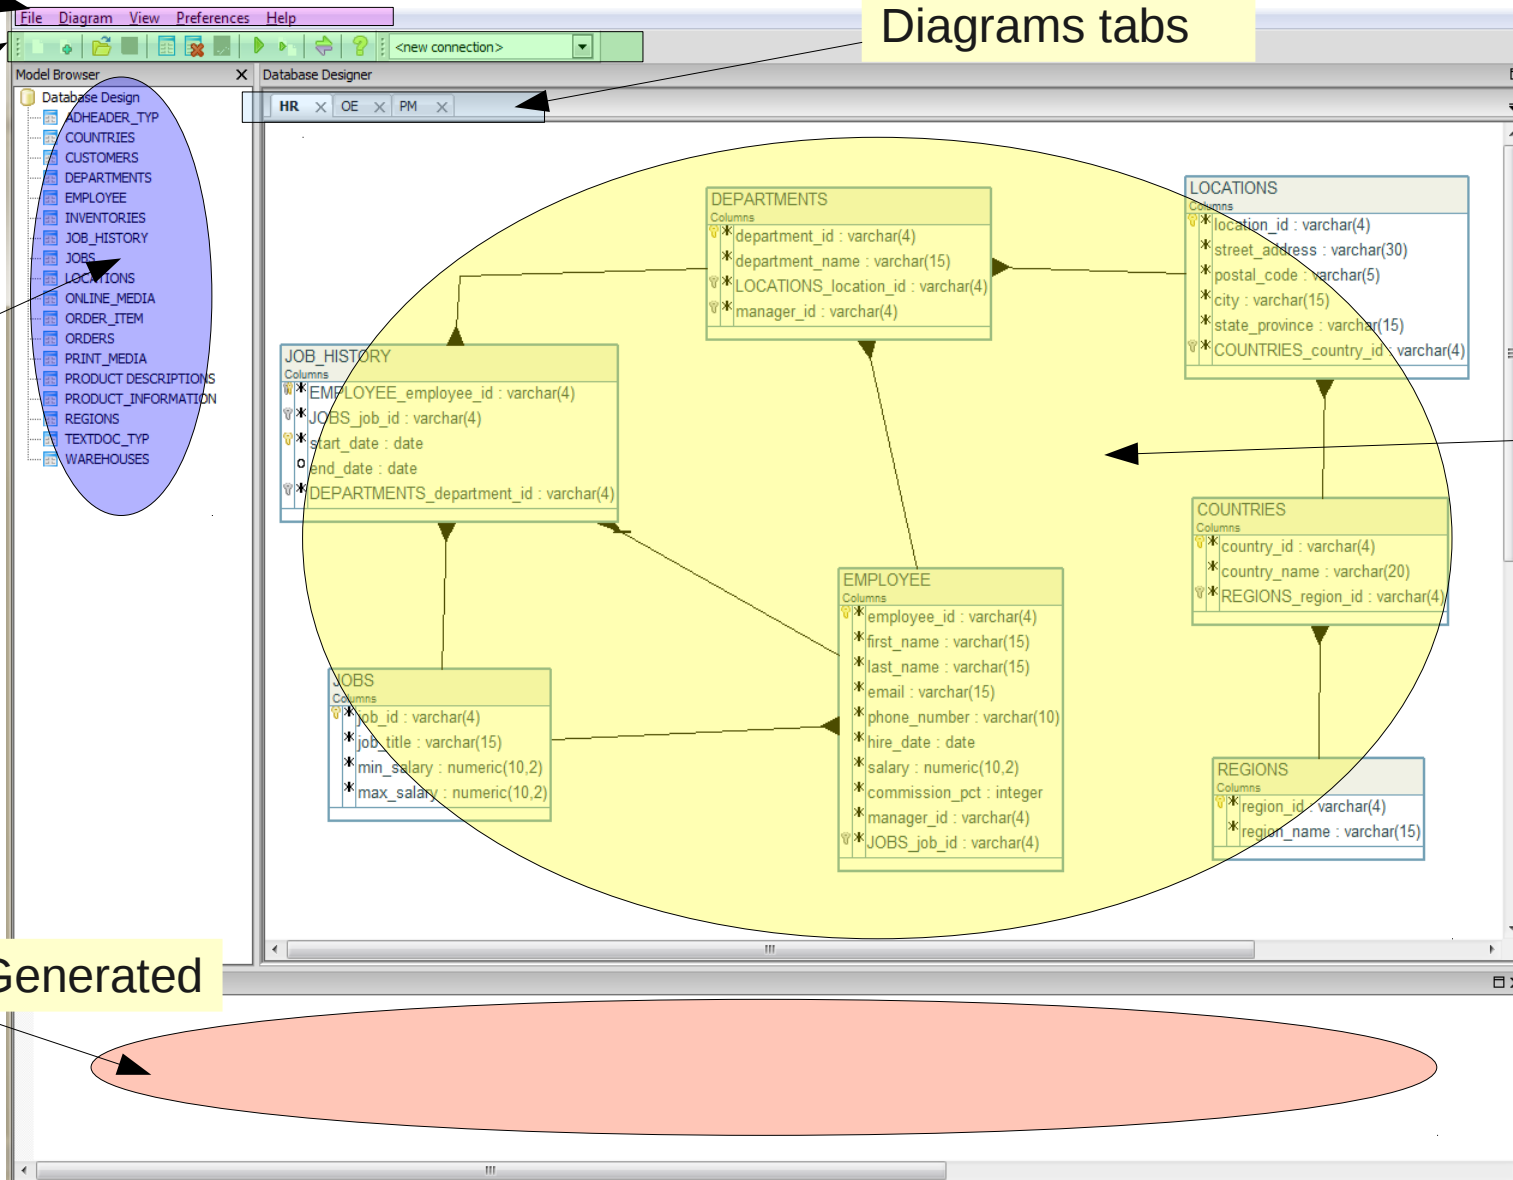 Diagrams tabs
File Diagram View Preferences Help
<new connection>
Model Browser
Database Designer
HR OE PM
Database Design
ADHEADER_TYP
COUNTRIES
CUSTOMERS
DEPARTMENTS
EMPLOYEE
INVENTORIES
JOB_HISTORY
JOBS
LOCATIONS
ONLINE_MEDIA
ORDER_ITEM
ORDERS
PRINT_MEDIA
PRODUCT DESCRIPTIONS
PRODUCT_INFORMATION
REGIONS
TEXTDOC_TYP
WAREHOUSES
DEPARTMENTS
Columns
department_id : varchar(4)
department_name : varchar(15)
LOCATIONS_location_id : varchar(4)
manager_id : varchar(4)
LOCATIONS
Columns
location_id : varchar(4)
street_address : varchar(30)
postal_code : varchar(5)
city : varchar(15)
state_province : varchar(15)
COUNTRIES_country_id : varchar(4)
JOB_HISTORY
Columns
EMPLOYEE_employee_id : varchar(4)
JOBS_job_id : varchar(4)
start_date : date
end_date : date
DEPARTMENTS_department_id : varchar(4)
COUNTRIES
Columns
country_id : varchar(4)
country_name : varchar(20)
REGIONS_region_id : varchar(4)
EMPLOYEE
Columns
employee_id : varchar(4)
first_name : varchar(15)
last_name : varchar(15)
email : varchar(15)
phone_number : varchar(10)
hire_date : date
salary : numeric(10,2)
commission_pct : integer
manager_id : varchar(4)
JOBS_job_id : varchar(4)
JOBS
Columns
job_id : varchar(4)
job_title : varchar(15)
min_salary : numeric(10,2)
max_salary : numeric(10,2)
REGIONS
Columns
region_id : varchar(4)
region_name : varchar(15)
Generated